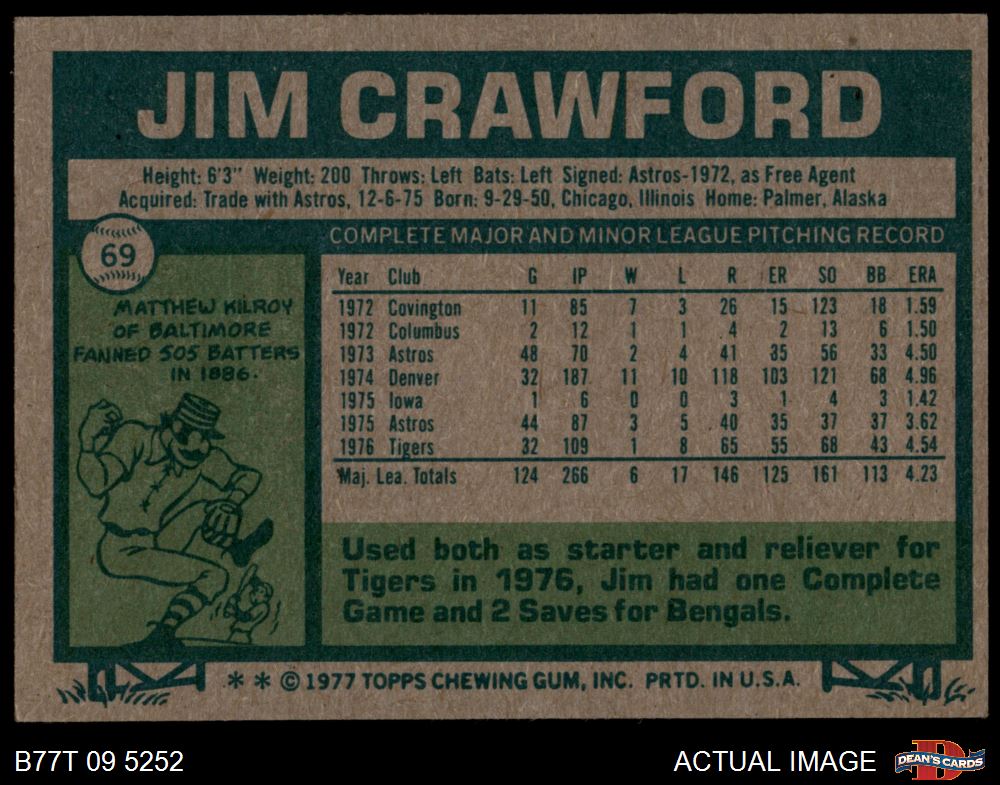 JIM CRAWFORD
Height: 6'3" Weight: 200 Throws: Left Bats: Left Signed: Astros-1972, as Free Agent
Acquired: Trade with Astros, 12-6-75 Born: 9-29-50, Chicago, Illinois Home: Palmer, Alaska
69
MATTHEW KILROY
OF BALTIMORE
FANNED 505 BATTERS
IN 1886.
COMPLETE MAJOR AND MINOR LEAGUE PITCHING RECORD
Year Club G IP W L R ER SO BB ERA
1972 Covington 11 85 7 3 26 15 123 18 1.59
1972 Columbus 2 12 1 1 4 2 13 6 1.50
1973 Astros 48 70 2 4 41 35 56 33 4.50
1974 Denver 32 187 11 10 118 103 121 68 4.96
1975 Iowa 1 6 0 0 3 1 4 3 1.42
1975 Astros 44 87 3 5 40 35 37 37 3.62
1976 Tigers 32 109 1 8 65 55 68 43 4.54
Maj. Lea. Totals 124 266 6 17 146 125 161 113 4.23
Used both as starter and reliever for
Tigers in 1976, Jim had one Complete
Game and 2 Saves for Bengals.
* * © 1977 TOPPS CHEWING GUM, INC. PRTD. IN U.S.A.
B77T 09 5252
ACTUAL IMAGE
DEAN'S CARDS